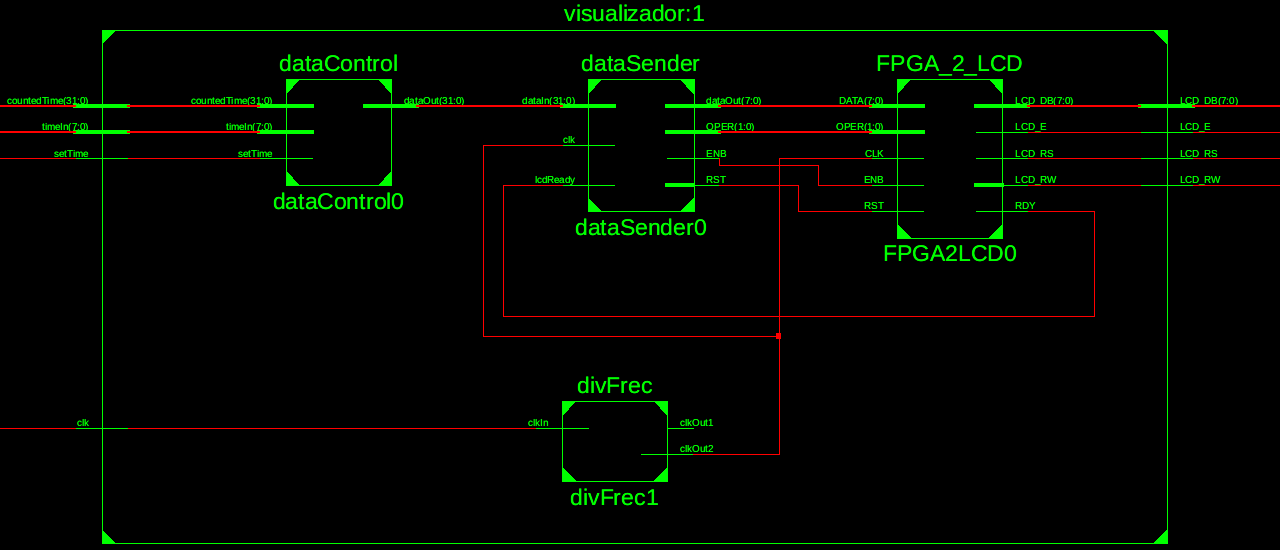 visualizador:1
dataControl
dataSender
FPGA_2_LCD
countedTime(31:0)
countedTime(31:0)
dataOut(31:0)
dataIn(31:0)
dataOut(7:0)
DATA(7:0)
LCD_DB(7:0)
LCD_DB(7:0)
timeIn(7:0)
timeIn(7:0)
OPER(1:0)
OPER(1:0)
LCD_E
LCD_E
clk
setTime
setTime
ENB
CLK
LCD_RS
LCD_RS
lcdReady
RST
ENB
LCD_RW
LCD_RW
dataControl0
RST
RDY
dataSender0
FPGA2LCD0
divFrec
clk
clkIn
clkOut1
clkOut2
divFrec1